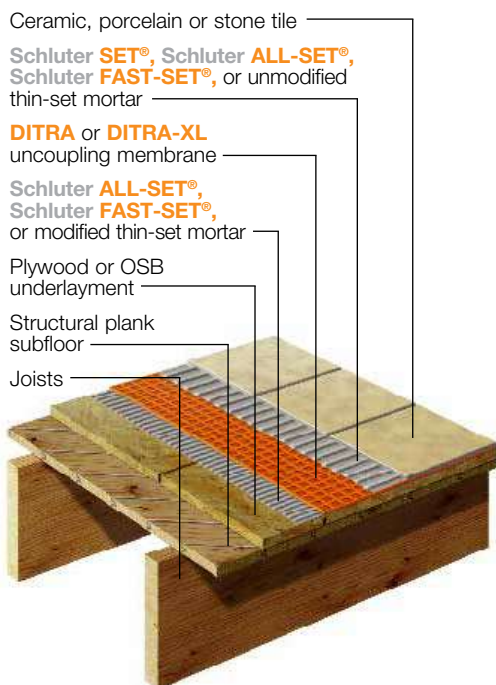 Ceramic, porcelain or stone tile
Schluter SET®, Schluter ALL-SET®,
Schluter FAST-SET®, or unmodified
thin-set mortar
DITRA or DITRA-XL
uncoupling membrane
Schluter ALL-SET®,
Schluter FAST-SET®,
or modified thin-set mortar
Plywood or OSB
underlayment
Structural plank
subfloor
Joists